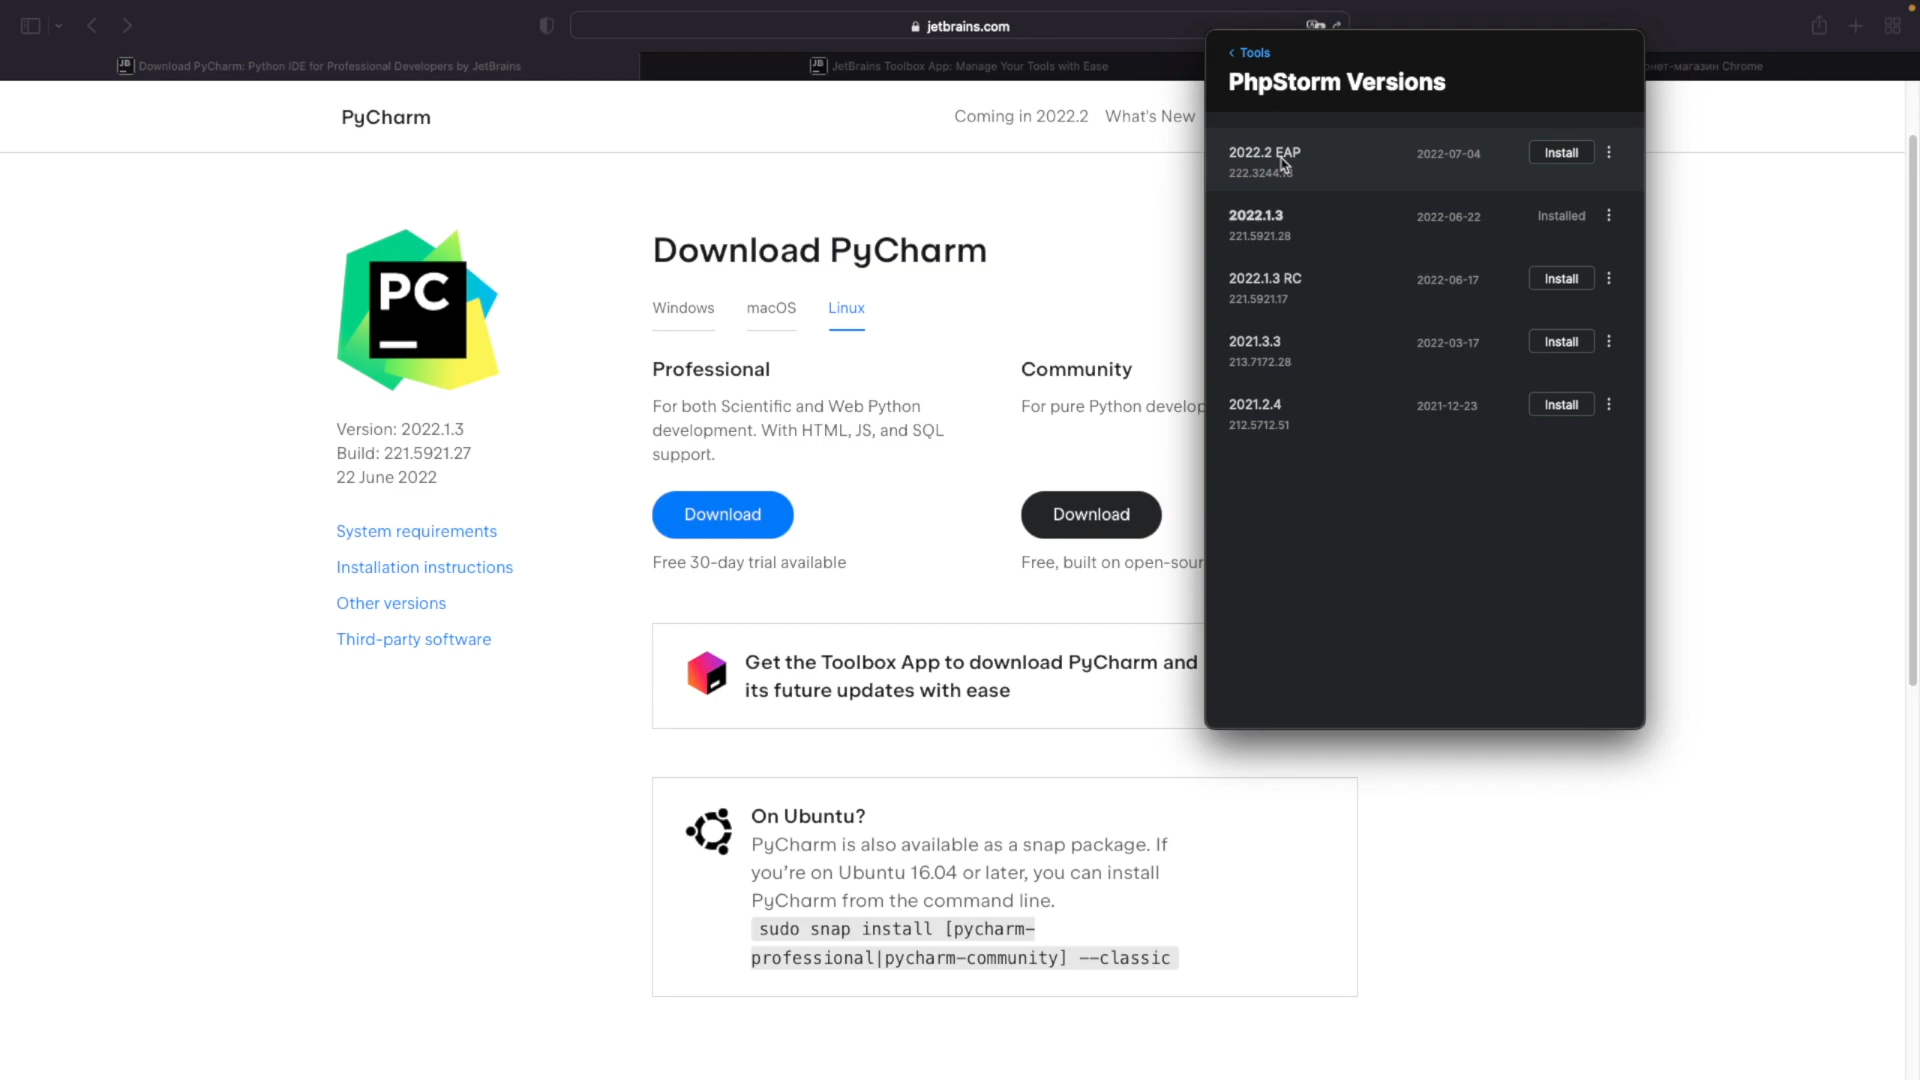 jetbrains.com
JB
Download PyCharm: Python IDE for Professional Developers by JetBrains
JB
JetBrains Toolbox App: Manage Your Tools with Ease
нет-магазин Chrome
PyCharm
Coming in 2022.2
What's New
Tools
PhpStorm Versions
2022.2 EAP
2022-07-04
Install
2022.1.3
221.5921.28
2022-06-22
Installed
2022.1.3 RC
221.5921.17
2022-06-17
Install
2021.3.3
213.7172.28
2022-03-17
Install
2021.2.4
212.5712.51
2021-12-23
Install
PC
Version: 2022.1.3
Build: 221.5921.27
22 June 2022
System requirements
Installation instructions
Other versions
Third-party software
Download PyCharm
Windows
macOS
Linux
Professional
For both Scientific and Web Python
development. With HTML, JS, and SQL
support.
Download
Free 30-day trial available
Community
For pure Python develop
Download
Free, built on open-sour
Get the Toolbox App to download PyCharm and
its future updates with ease
On Ubuntu?
PyCharm is also available as a snap package. If
you're on Ubuntu 16.04 or later, you can install
PyCharm from the command line.
sudo snap install [pycharm-
professional|pycharm-community] --classic